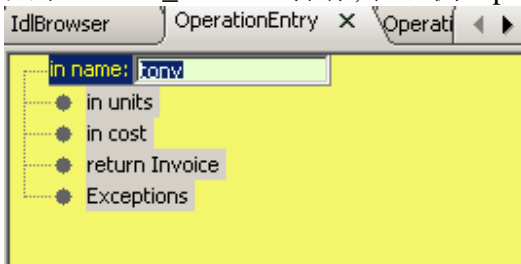 IdlBrowser OperationEntry Operati
in name: tony
in units
in cost
return Invoice
Exceptions